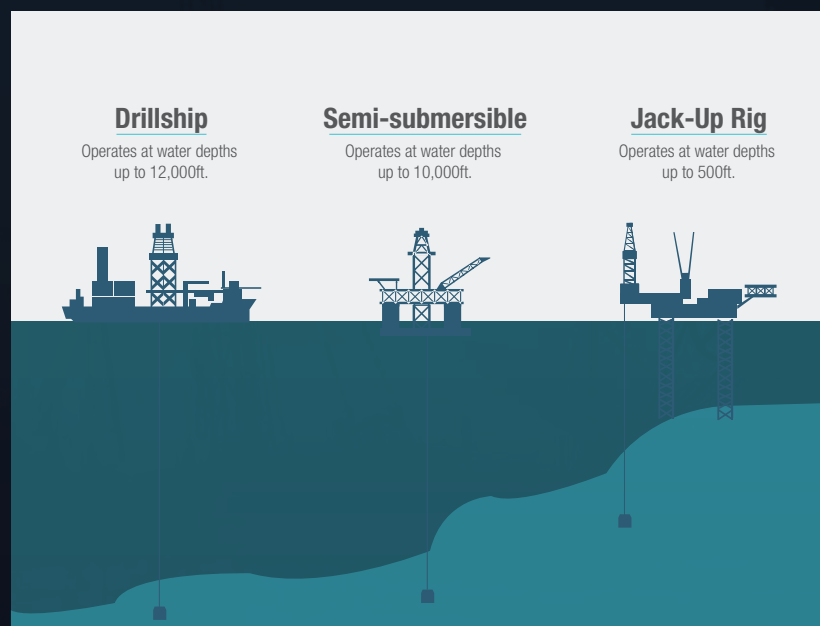 Drillship
Operates at water depths
up to 12,000ft.
Semi-submersible
Operates at water depths
up to 10,000ft.
Jack-Up Rig
Operates at water depths
up to 500ft.